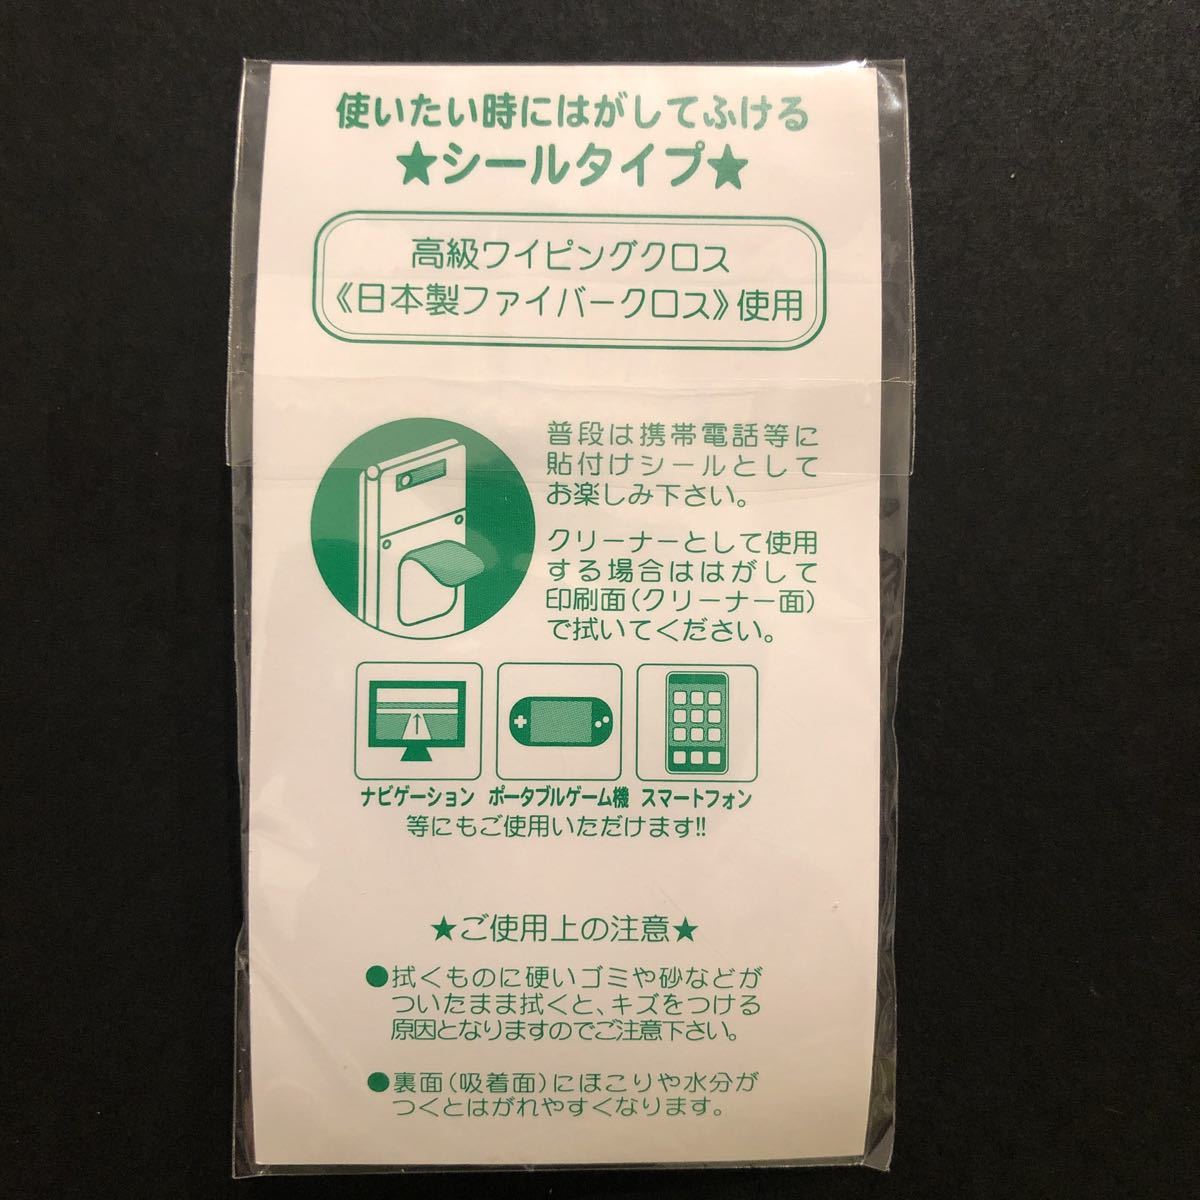 使いたい時にはがしてふける
★シールタイプ★
高級ワイピングクロス
《日本製ファイバークロス》使用
普段は携帯電話等に
貼付けシールとして
お楽しみ下さい。
クリーナーとして使用
する場合ははがして
印刷面(クリーナー面)
で拭いてください。
ナビゲーション ポータブルゲーム機 スマートフォン
等にもご使用いただけます!!
★ご使用上の注意★
●拭くものに硬いゴミや砂などが
ついたまま拭くと、キズをつける
原因となりますのでご注意下さい。
●裏面(吸着面)にほこりや水分が
つくとはがれやすくなります。